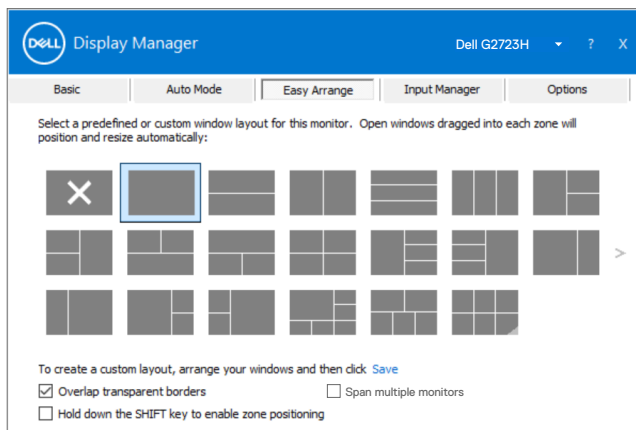 DELL Display Manager Dell G2723H ? X
Basic Auto Mode Easy Arrange Input Manager Options
Select a predefined or custom window layout for this monitor. Open windows dragged into each zone will
position and resize automatically:
>
To create a custom layout, arrange your windows and then click Save
Overlap transparent borders Span multiple monitors
Hold down the SHIFT key to enable zone positioning